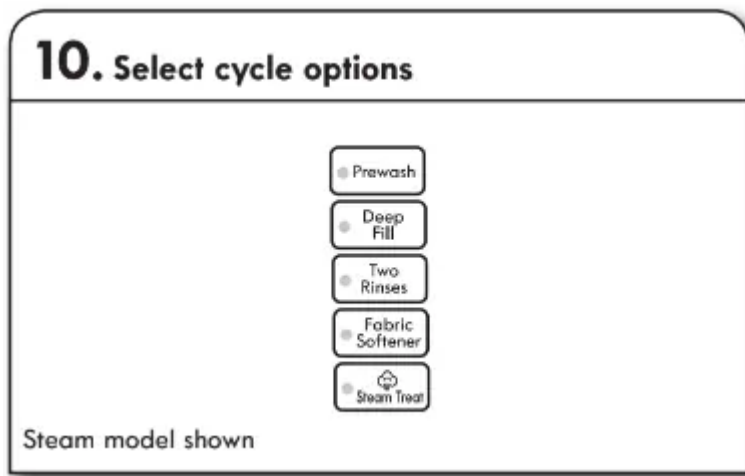 10. Select cycle options
Prewash
Deep
Fill
Two
Rinses
Fabric
Softener
Steam Treat
Steam model shown